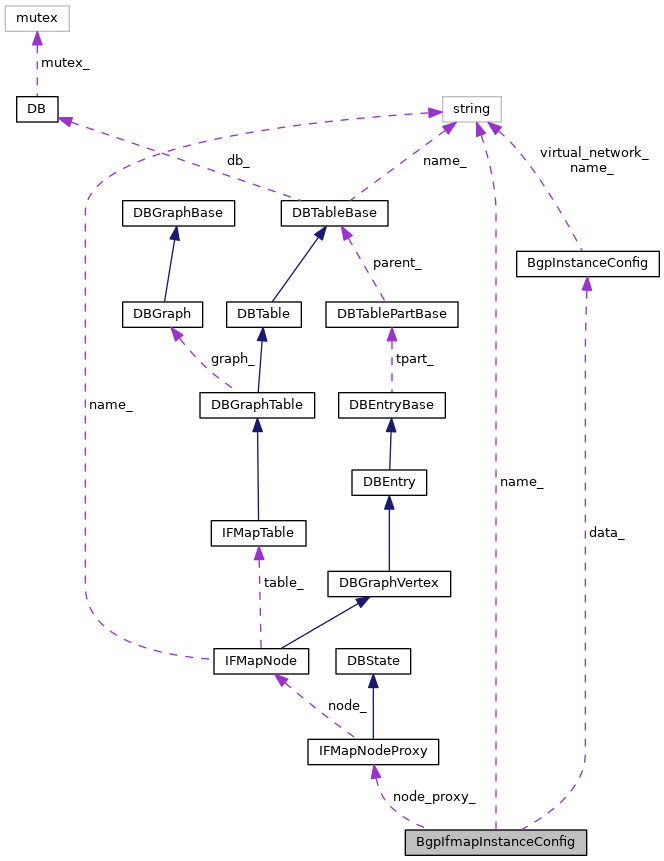 mutex
mutex_
DB
string
db_
name_
virtual_network_
name_
DBGraphBase
DBTableBase
BgpInstanceConfig
parent_
DBGraph
DBTable
DBTablePartBase
graph_
tpart_
name_
DBGraphTable
DBEntryBase
DBEntry
name_
IFMapTable
data_
table_
DBGraphVertex
IFMapNode
DBState
node_
IFMapNodeProxy
node_proxy_
BgpIfmapInstanceConfig